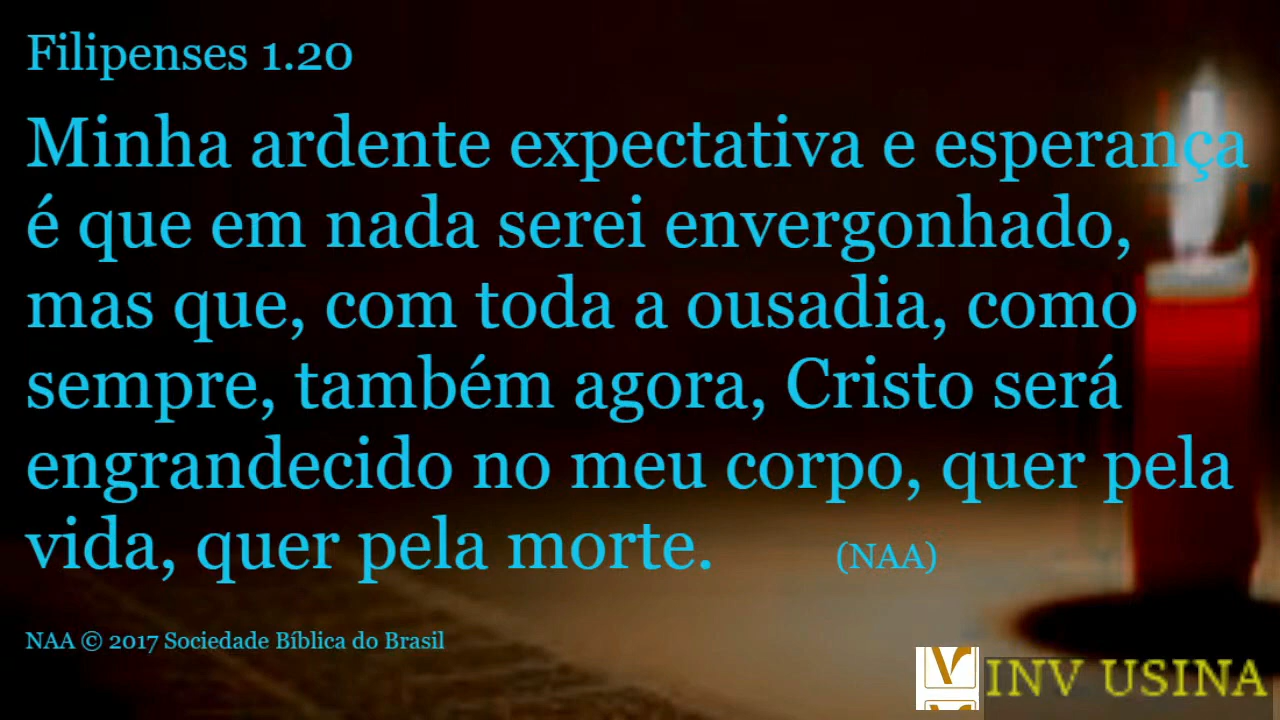 Filipenses 1.20
Minha ardente expectativa e esperança
é que em nada serei envergonhado,
mas que, com toda a ousadia, como
sempre, também agora, Cristo será
engrandecido no meu corpo, quer pela
vida, quer pela morte. (NAA)
NAA © 2017 Sociedade Bíblica do Brasil
INV USINA